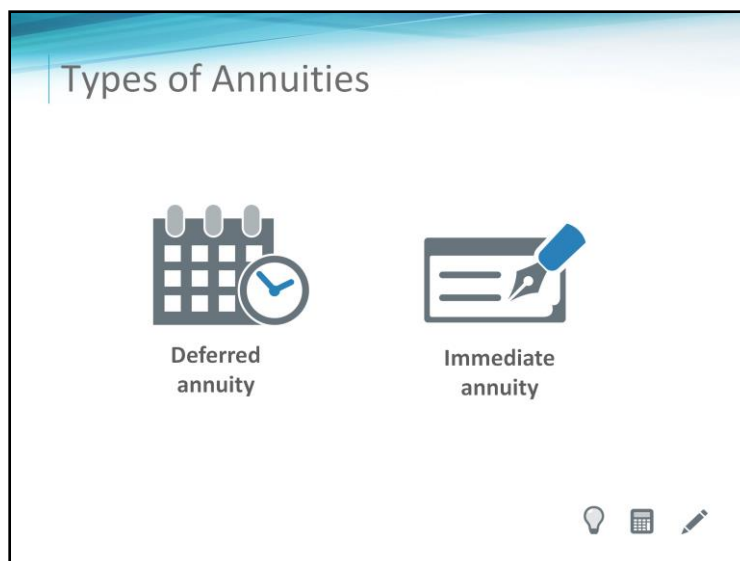 Types of Annuities
Deferred
annuity
Immediate
annuity